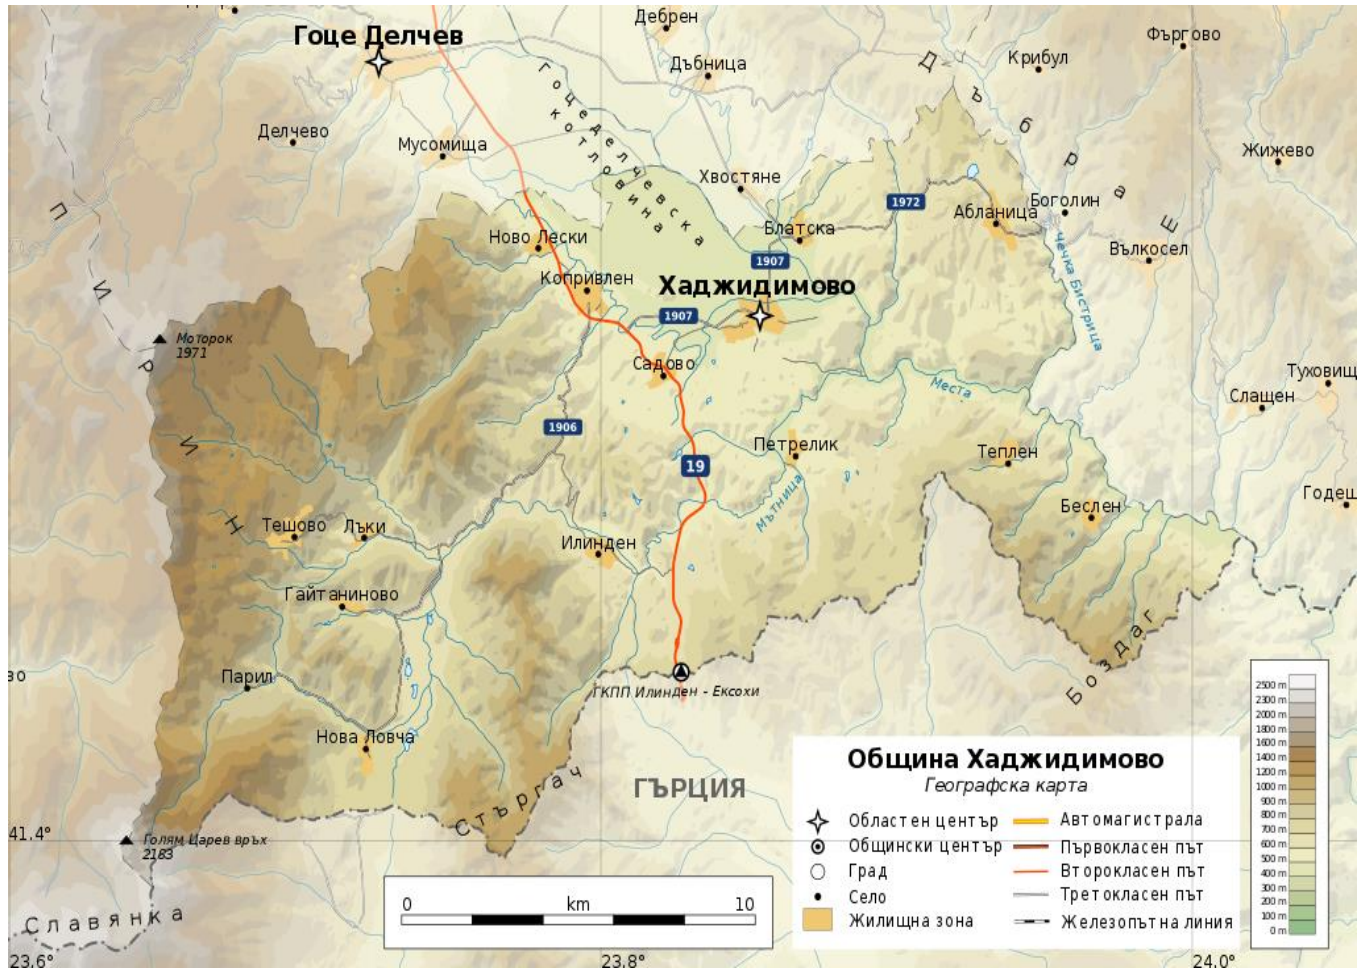 Дебрен
Фъргово
Гоце Делчев
Крибул
Дъбница
Дъбраш
Гоцеделчевска
котловина
Делчево
Мусомища
Жижево
Хвостяне
1972
Абланица
Боголин
Блатска
Ново Лески
Вълкосел
1907
Чечка Бистрица
Копривлен
Хаджидимово
1907
ПИРИН
Моторок
1971
Садово
Места
Туховищ
Слащен
1906
19
Петрелик
Теплен
Мътница
Годеш
Беслен
Тешово
Лъки
Илинден
Гайтаниново
Боздаг
Парил
ГКПП Илинден - Ексохи
30
Нова Ловча
Стъргач
ГЪРЦИЯ
41.4°
Голям Царев връх
2183
Славянка
23.6°
23.8°
24.0°
0 km 10
Община Хаджидимово
Географска карта
Областен център
Общински център
Град
Село
Жилищна зона
Автомагистрала
Първокласен път
Второкласен път
Третокласен път
Железопътна линия
2500 m
2300 m
2000 m
1800 m
1600 m
1400 m
1200 m
1000 m
900 m
800 m
700 m
600 m
500 m
400 m
300 m
200 m
100 m
0 m